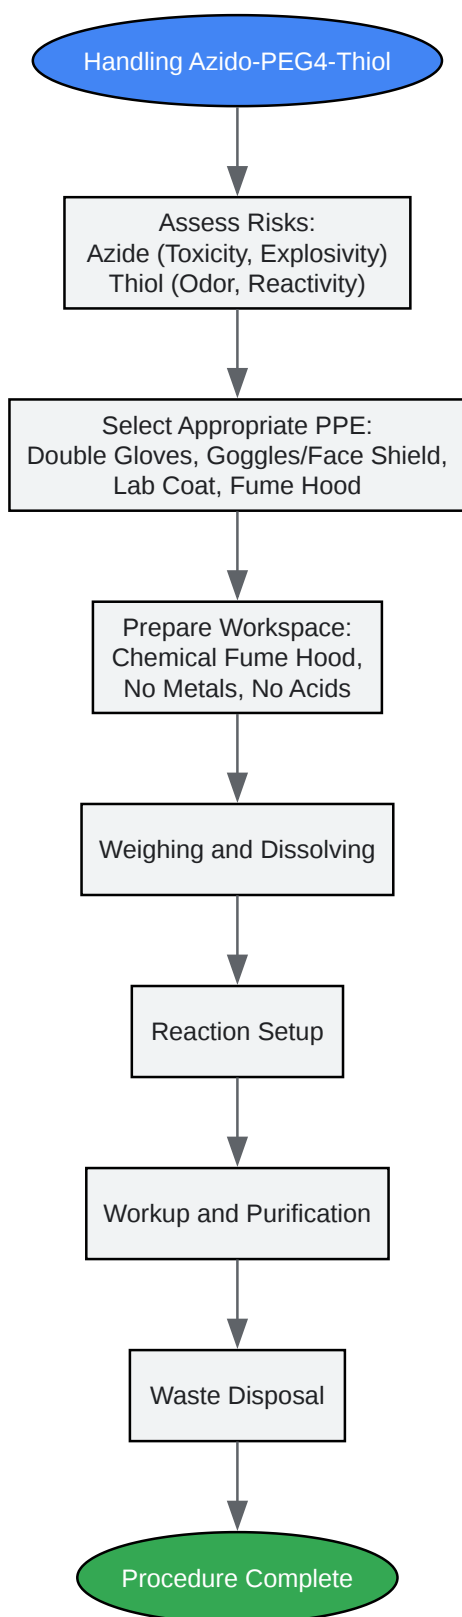 Handling Azido-PEG4-Thiol
Assess Risks:
Azide (Toxicity, Explosivity)
Thiol (Odor, Reactivity)
Select Appropriate PPE:
Double Gloves, Goggles/Face Shield,
Lab Coat, Fume Hood
Prepare Workspace:
Chemical Fume Hood,
No Metals, No Acids
Weighing and Dissolving
Reaction Setup
Workup and Purification
Waste Disposal
Procedure Complete